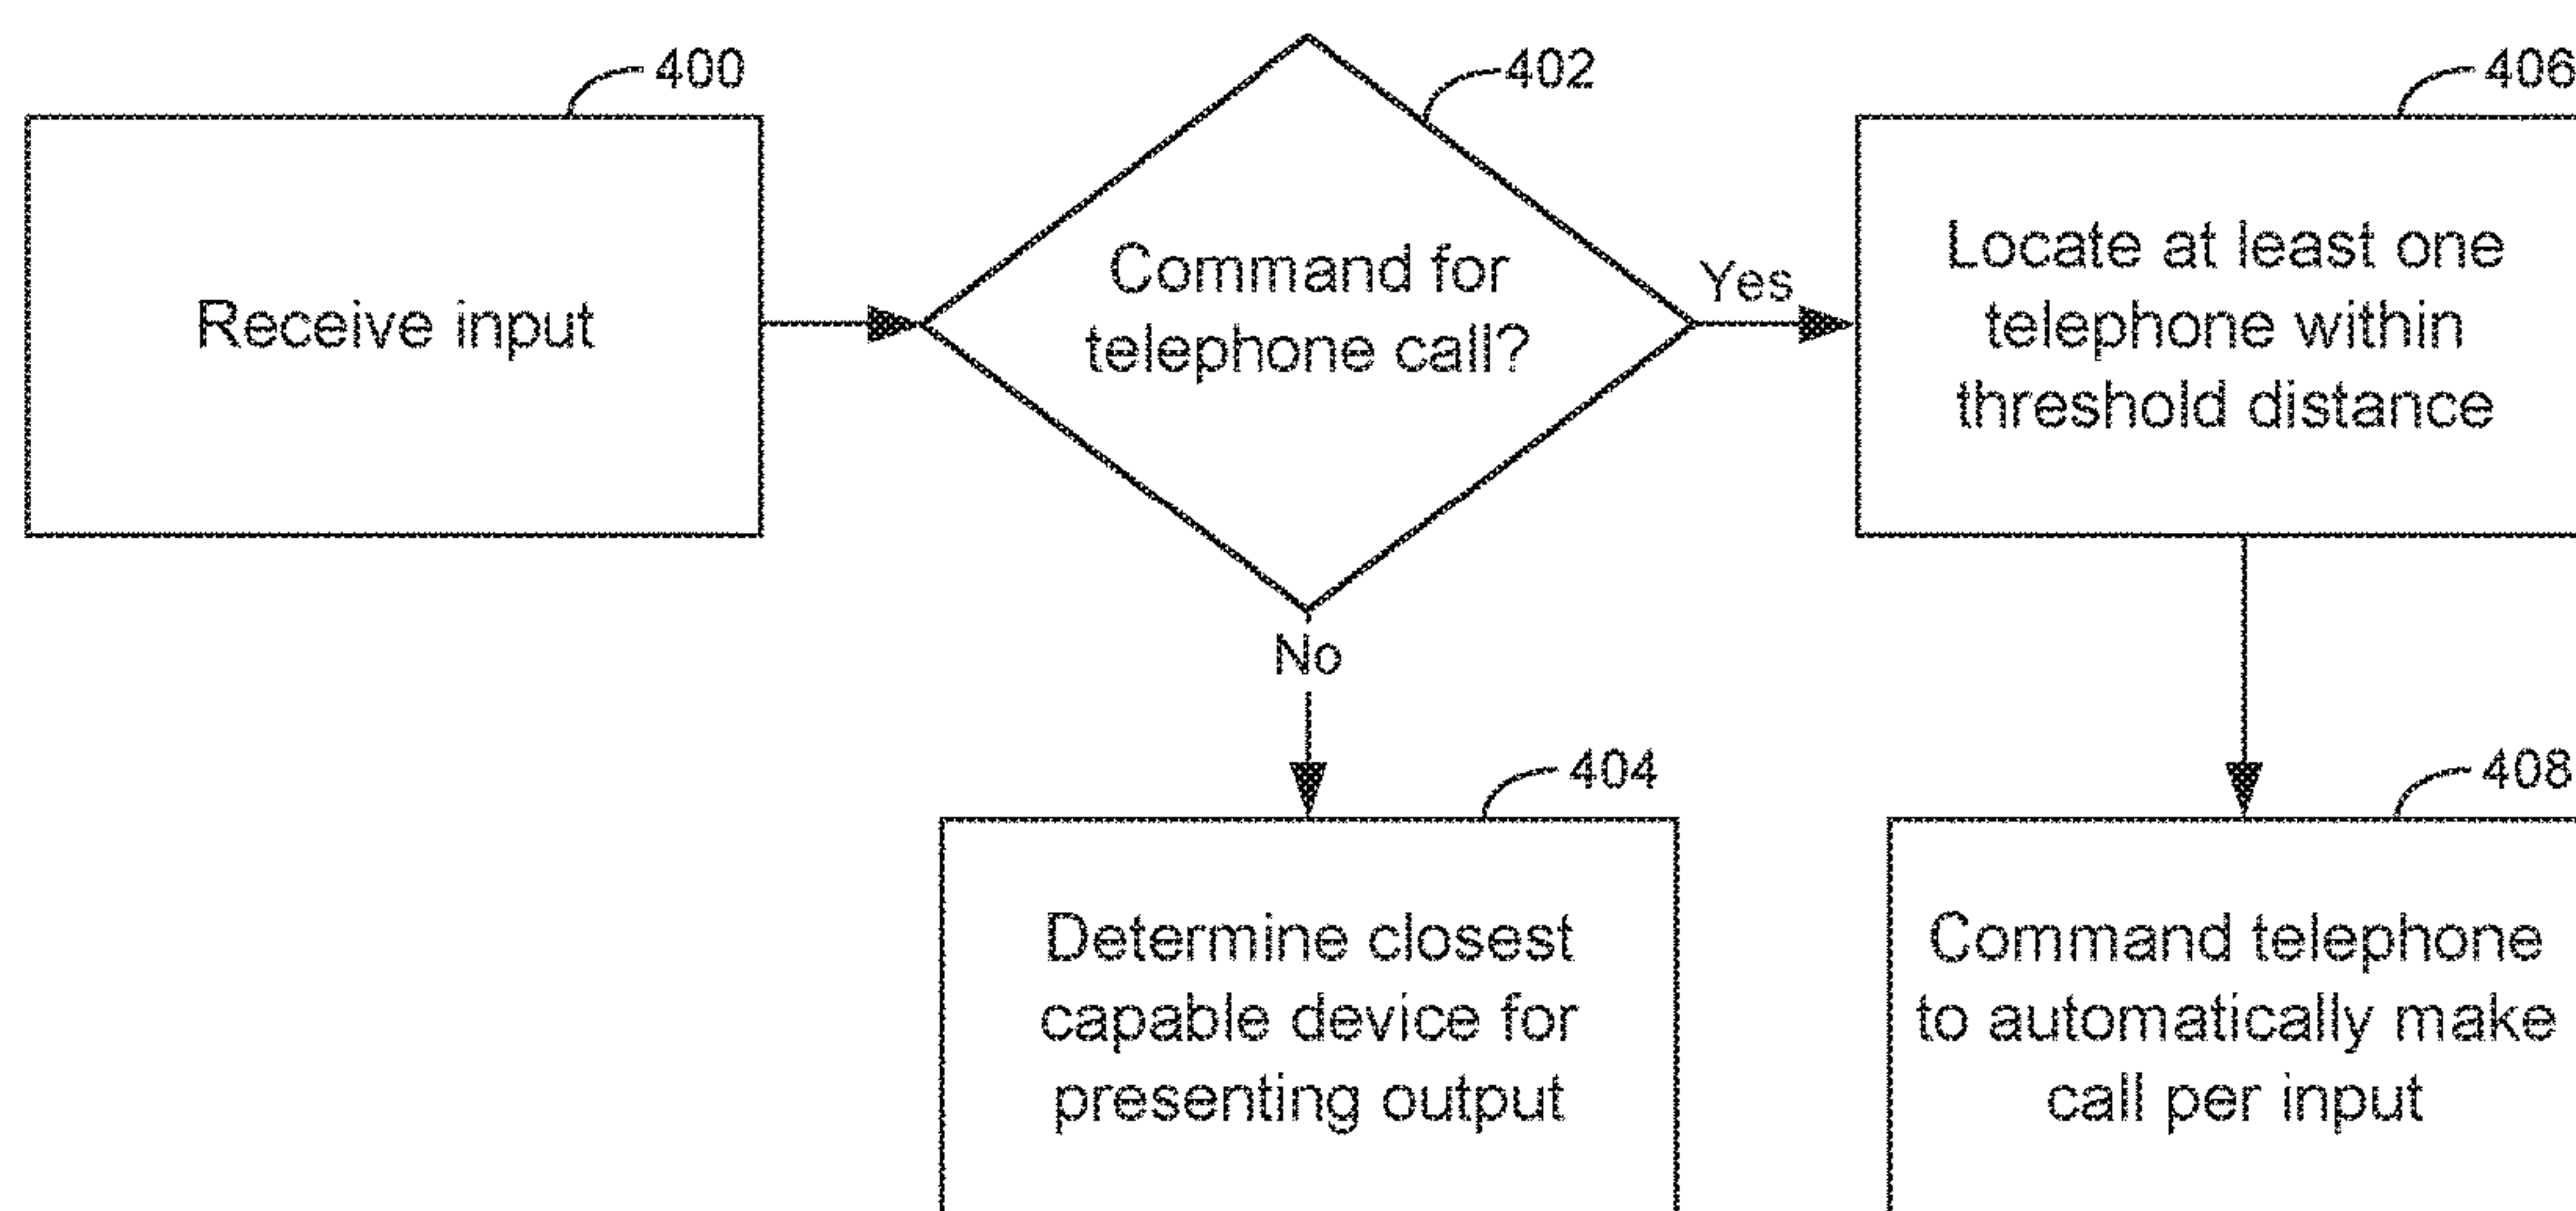 400
Receive input
402
Command for
telephone call?
Yes
No
406
Locate at least one
telephone within
threshold distance
404
Determine closest
capable device for
presenting output
408
Command telephone
to automatically make
call per input